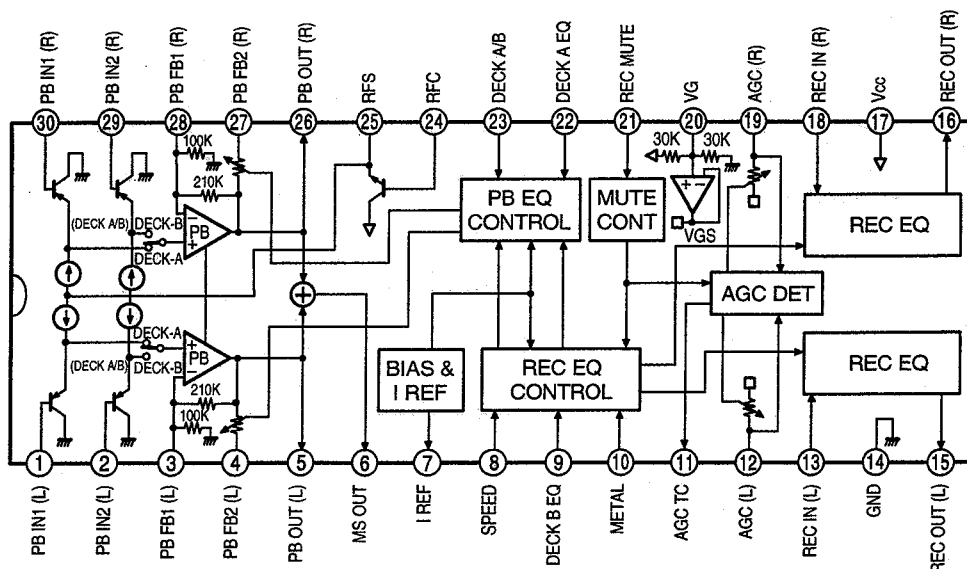 PB IN1 (R)
PB IN2 (R)
PB FB1 (R)
PB FB2 (R)
PB OUT (R)
RFS
RFC
DECK A/B
DECK A EQ
REC MUTE
VG
AGC (R)
REC IN (R)
Vcc
REC OUT (R)
30 29 28 27 26 25 24 23 22 21 20 19 18 17 16
100K
30K 30K
210K
PB EQ
CONTROL
MUTE
CONT
REC EQ
(DECK A/B)
DECK-B
-
PB
+
DECK-A
+ -
VGS
+
AGC DET
DECK-A
+
PB
-
(DECK A/B)
DECK-B
BIAS &
I REF
REC EQ
CONTROL
REC EQ
210K
100K
1 2 3 4 5 6 7 8 9 10 11 12 13 14 15
PB IN1 (L)
PB IN2 (L)
PB FB1 (L)
PB FB2 (L)
PB OUT (L)
MS OUT
I REF
SPEED
DECK B EQ
METAL
AGC TC
AGC (L)
REC IN (L)
GND
REC OUT (L)